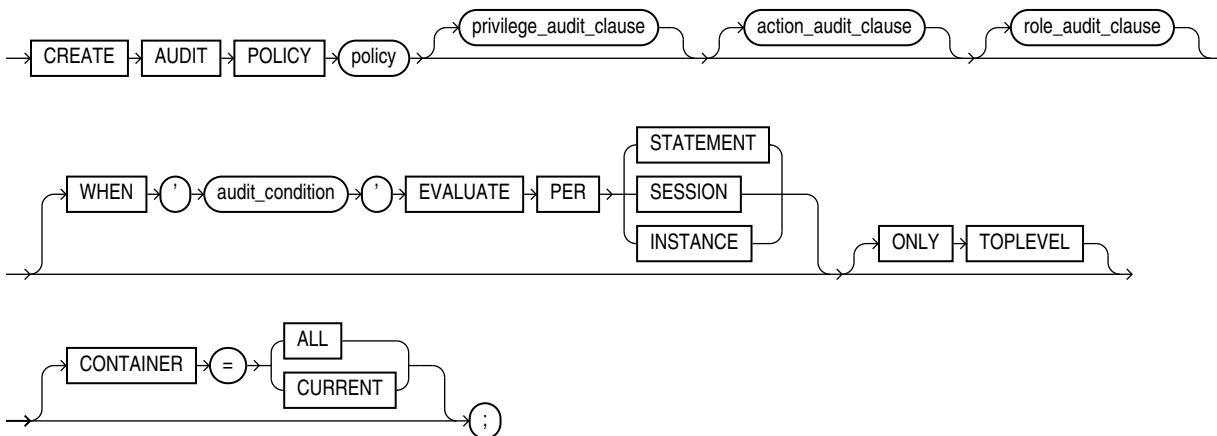 privilege_audit_clause action_audit_clause role_audit_clause
CREATE AUDIT POLICY policy
STATEMENT
WHEN ’ audit_condition ’ EVALUATE PER SESSION ONLY TOPLEVEL
INSTANCE
ALL
CONTAINER =
CURRENT
;